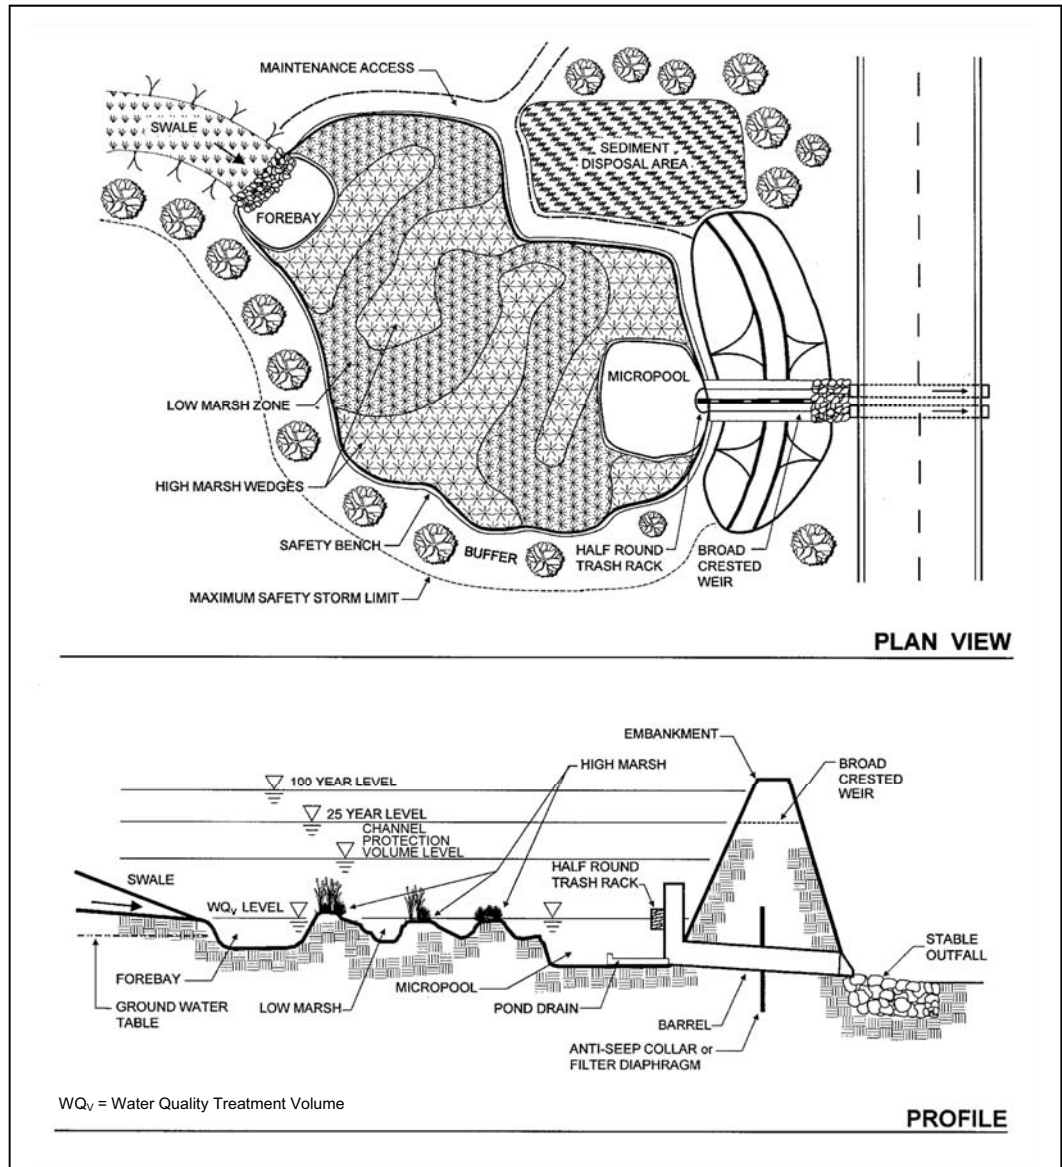 MAINTENANCE ACCESS
SWALE
SEDIMENT
DISPOSAL AREA
FOREBAY
MICROPOOL
LOW MARSH ZONE
HIGH MARSH WEDGES
SAFETY BENCH
BUFFER
HALF ROUND
TRASH RACK
BROAD
CRESTED
WEIR
MAXIMUM SAFETY STORM LIMIT
PLAN VIEW
EMBANKMENT
HIGH MARSH
BROAD
CRESTED
WEIR
100 YEAR LEVEL
25 YEAR LEVEL
CHANNEL
PROTECTION
VOLUME LEVEL
HALF ROUND
TRASH RACK
SWALE
WQV LEVEL
STABLE
OUTFALL
FOREBAY
MICROPOOL
GROUND WATER
TABLE
LOW MARSH
POND DRAIN
BARREL
ANTI-SEEP COLLAR or
FILTER DIAPHRAGM
WQV = Water Quality Treatment Volume
PROFILE